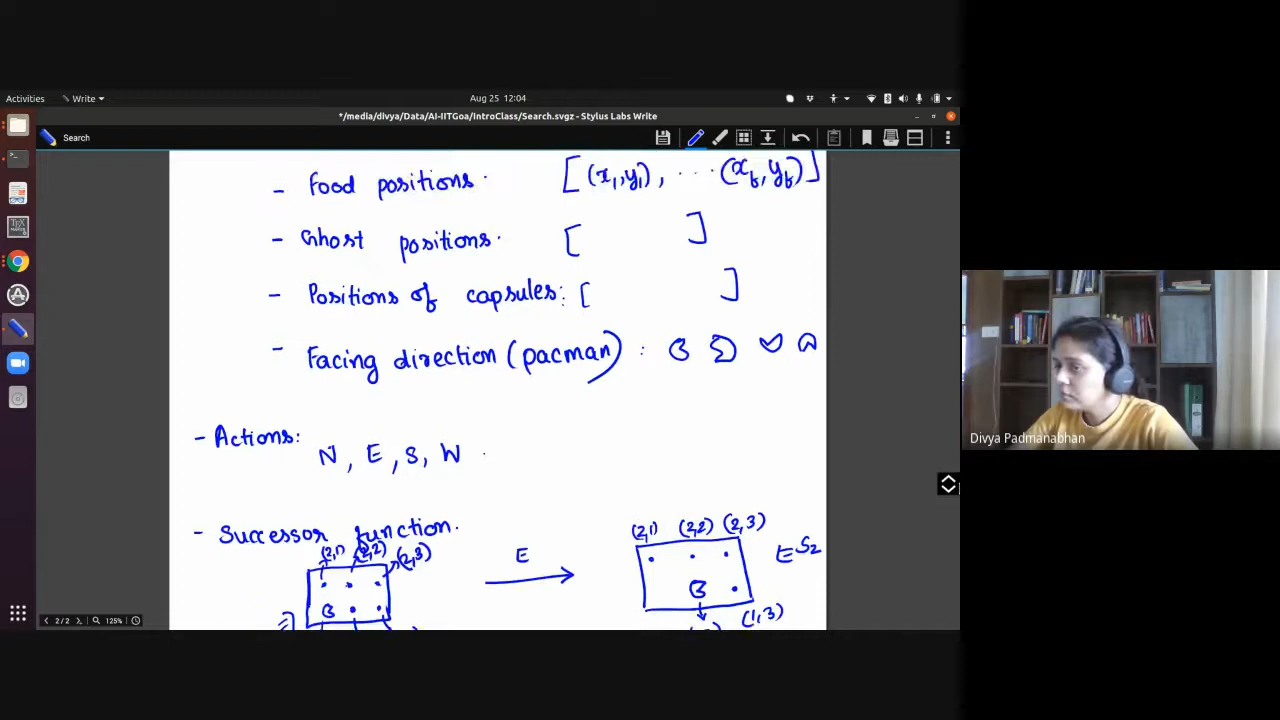 Activities Write Aug 25 12:04
*/media/divya/Data/AI-IITGoa/IntroClass/Search.svgz - Stylus Labs Write
Search
- Food positions. [(x1,y1), ... (xf, yf)]
- Ghost positions. [ ]
- Positions of capsules: [ ]
- Facing direction (pacman) :
- Actions:
N, E, S, W
- Successor function.
(2,1) (2,2) (2,3) E (2,1) (2,2) (2,3) S2
(1,3)
2/2 125%
Divya Padmanabhan